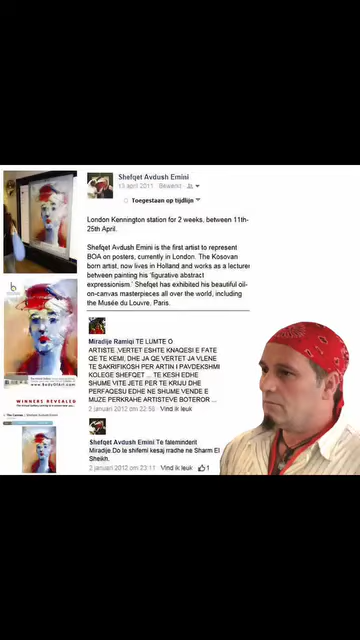 Shefqet Avdush Emini
13 april 2011 · Bewerkt ·
Toegestaan op tijdlijn
London Kennington station for 2 weeks, between 11th-
25th April.
Shefqet Avdush Emini is the first artist to represent
BOA on posters, currently in London. The Kosovan
born artist, now lives in Holland and works as a lecturer
between painting his 'figurative abstract
expressionism.' Shefqet has exhibited his beautiful oil-
on-canvas masterpieces all over the world, including
the Musée du Louvre, Paris.
Miradije Ramiqi TE LUMTE O
ARTISTE ,VERTET ESHTE KNAQESI E FATE
QE TE KEMI, DHE JA QE VERTET JA VLENE
TE SAKRIFIKOSH PER ARTIN I PAVDEKSHMI
KOLEGE SHEFQET ... TE KESH EDHE
SHUME VITE JETE PER TE KRIJU DHE
PERFAQESU EDHE NE SHUME VENDE E
MUZE PERKRAHE ARTISTEVE BOTEROR ...
2 januari 2012 om 22:58 · Vind ik leuk
Shefqet Avdush Emini Te faleminderit
Miradije.Do te shifemi kesaj rradhe ne Sharm El
Sheikh.
2 januari 2012 om 23:11 · Vind ik leuk · 1
WINNERS REVEALED